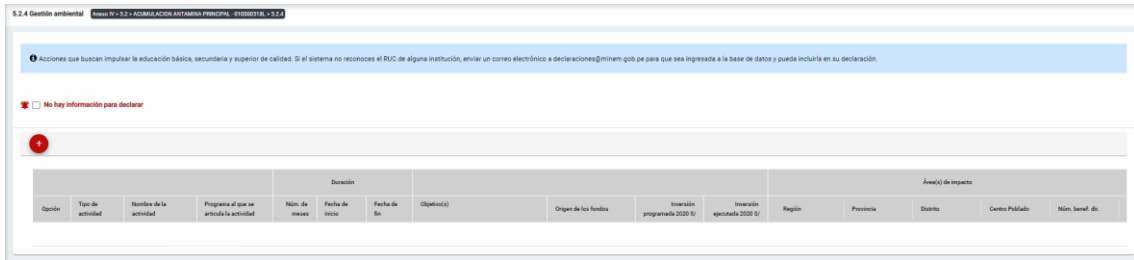 5.2.4 Gestión ambiental Anexo IV > 5.2 > ACUMULACION ANTAMINA PRINCIPAL - 010000518L > 5.2.4
Acciones que buscan impulsar la educación básica, secundaria y superior de calidad. Si el sistema no reconoces el RUC de alguna institución, enviar un correo electrónico a declaraciones@minem.gob.pe para que sea ingresada a la base de datos y pueda incluirla en su declaración.
No hay información para declarar
+
Duración Área(s) de impacto
Opción Tipo de actividad Nombre de la actividad Programa al que se articula la actividad Núm. de meses Fecha de inicio Fecha de fin Objetivo(s) Origen de los fondos Inversión programada 2020 S/ Inversión ejecutada 2020 S/ Región Provincia Distrito Centro Poblado Núm. benef. dir.